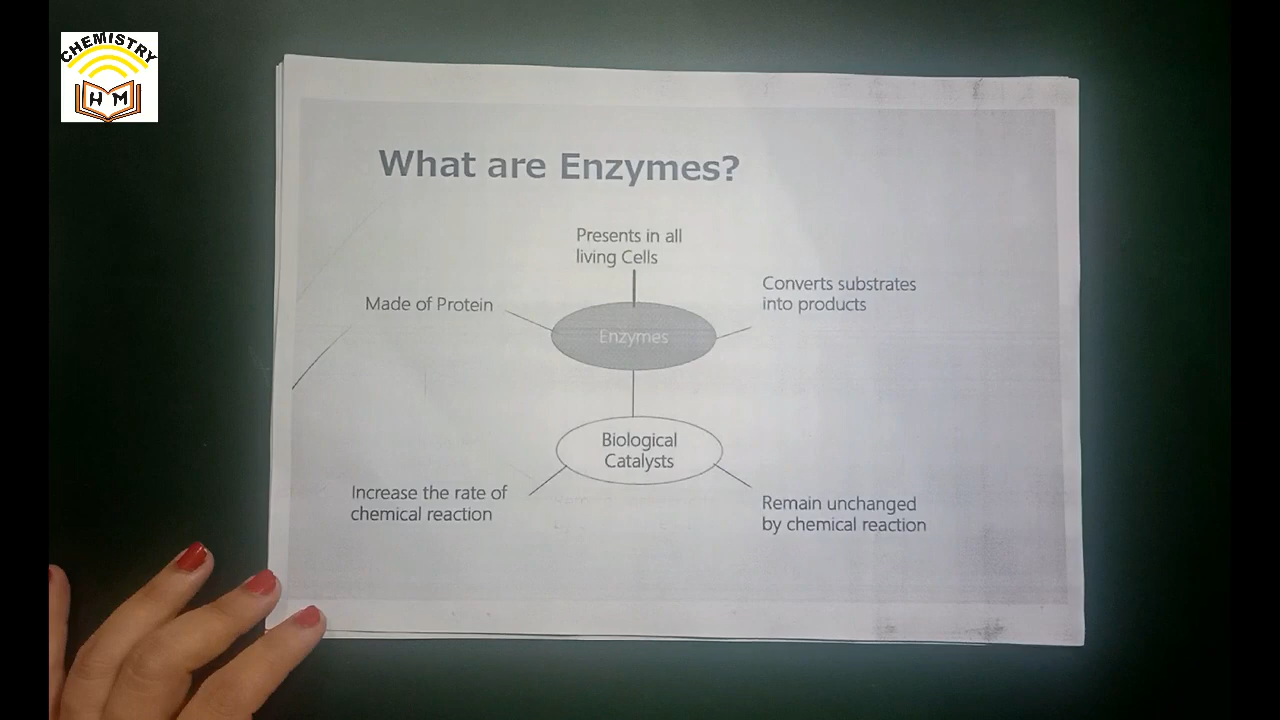 CHEMISTRY
H M
What are Enzymes?
Presents in all
living Cells
Converts substrates
into products
Made of Protein
Enzymes
Biological
Catalysts
Increase the rate of
chemical reaction
Remain unchanged
by chemical reaction